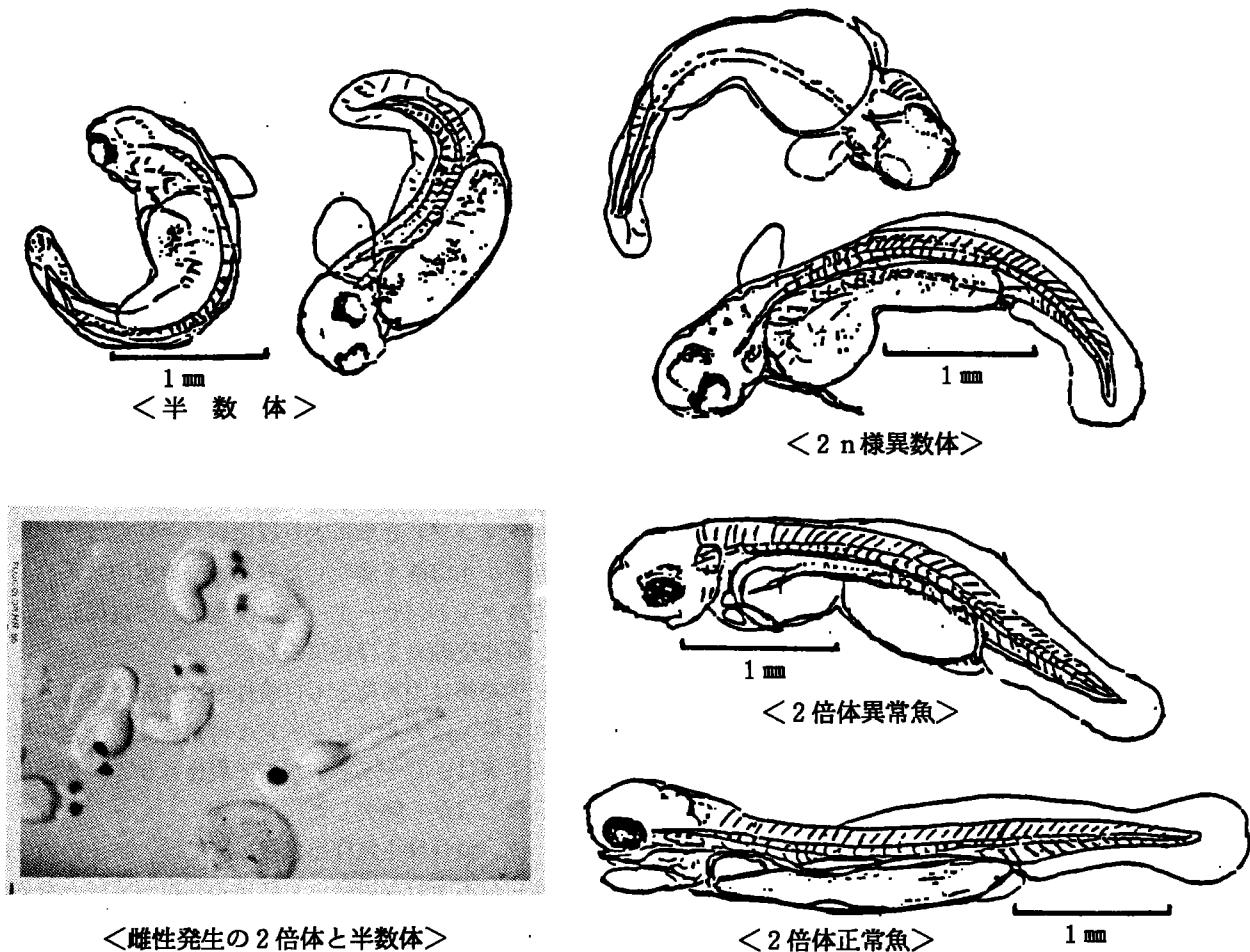 1 ㎜
＜半 数 体＞
1 ㎜
＜2 n様異数体＞
1 ㎜
＜2倍体異常魚＞
＜雌性発生の2倍体と半数体＞
1 ㎜
＜2倍体正常魚＞